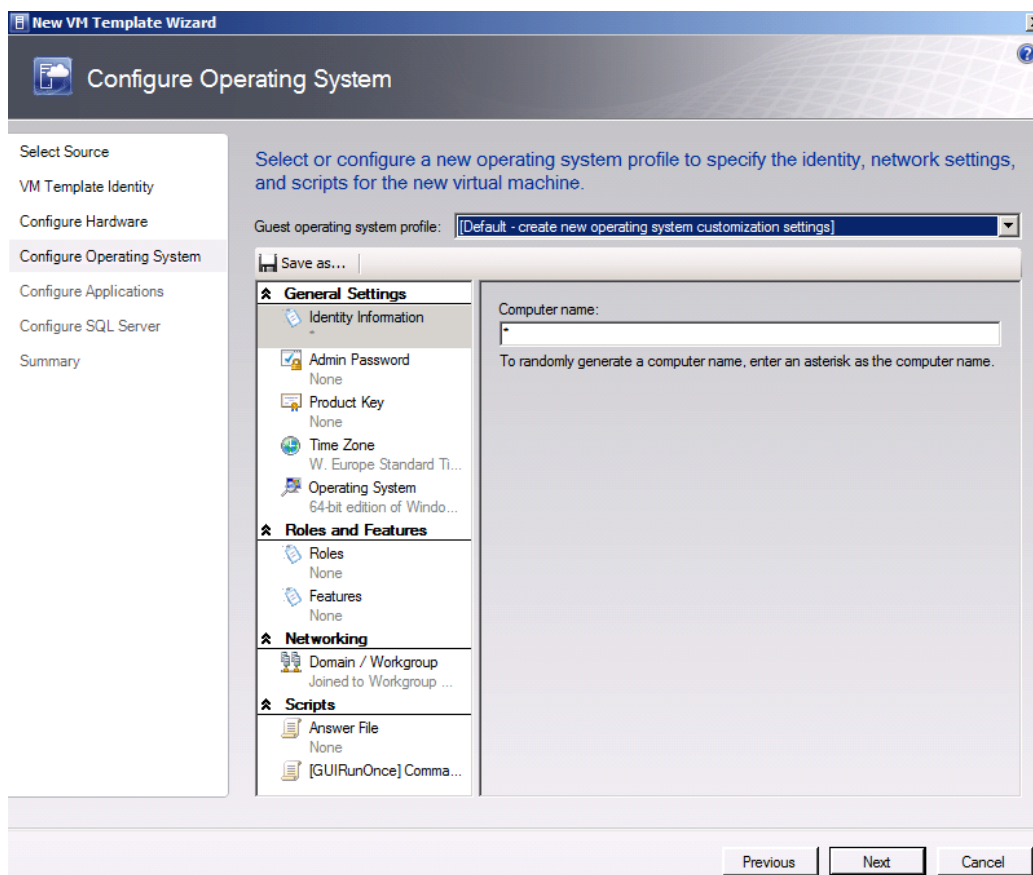 New VM Template Wizard
Configure Operating System
Select Source
VM Template Identity
Configure Hardware
Configure Operating System
Configure Applications
Configure SQL Server
Summary
Select or configure a new operating system profile to specify the identity, network settings,
and scripts for the new virtual machine.
Guest operating system profile: [Default - create new operating system customization settings]
Save as...
General Settings
Identity Information
*
Admin Password
None
Product Key
None
Time Zone
W. Europe Standard Ti...
Operating System
64-bit edition of Windo...
Roles and Features
Roles
None
Features
None
Networking
Domain / Workgroup
Joined to Workgroup ...
Scripts
Answer File
None
[GUIRunOnce] Comma...
Computer name:
*
To randomly generate a computer name, enter an asterisk as the computer name.
Previous
Next
Cancel